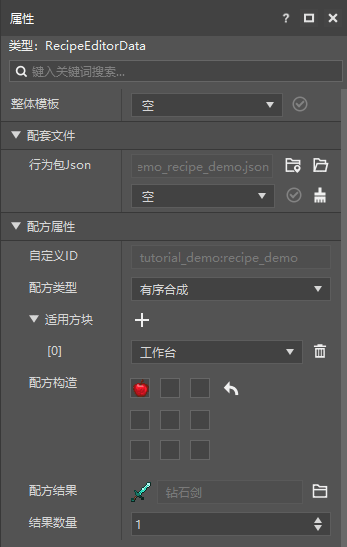 属性
类型：RecipeEditorData
键入关键词搜索...
整体模板 空
配套文件
行为包Json emo_recipe_demo.json
空
配方属性
自定义ID tutorial_demo:recipe_demo
配方类型 有序合成
适用方块
[0] 工作台
配方构造
配方结果 钻石剑
结果数量 1